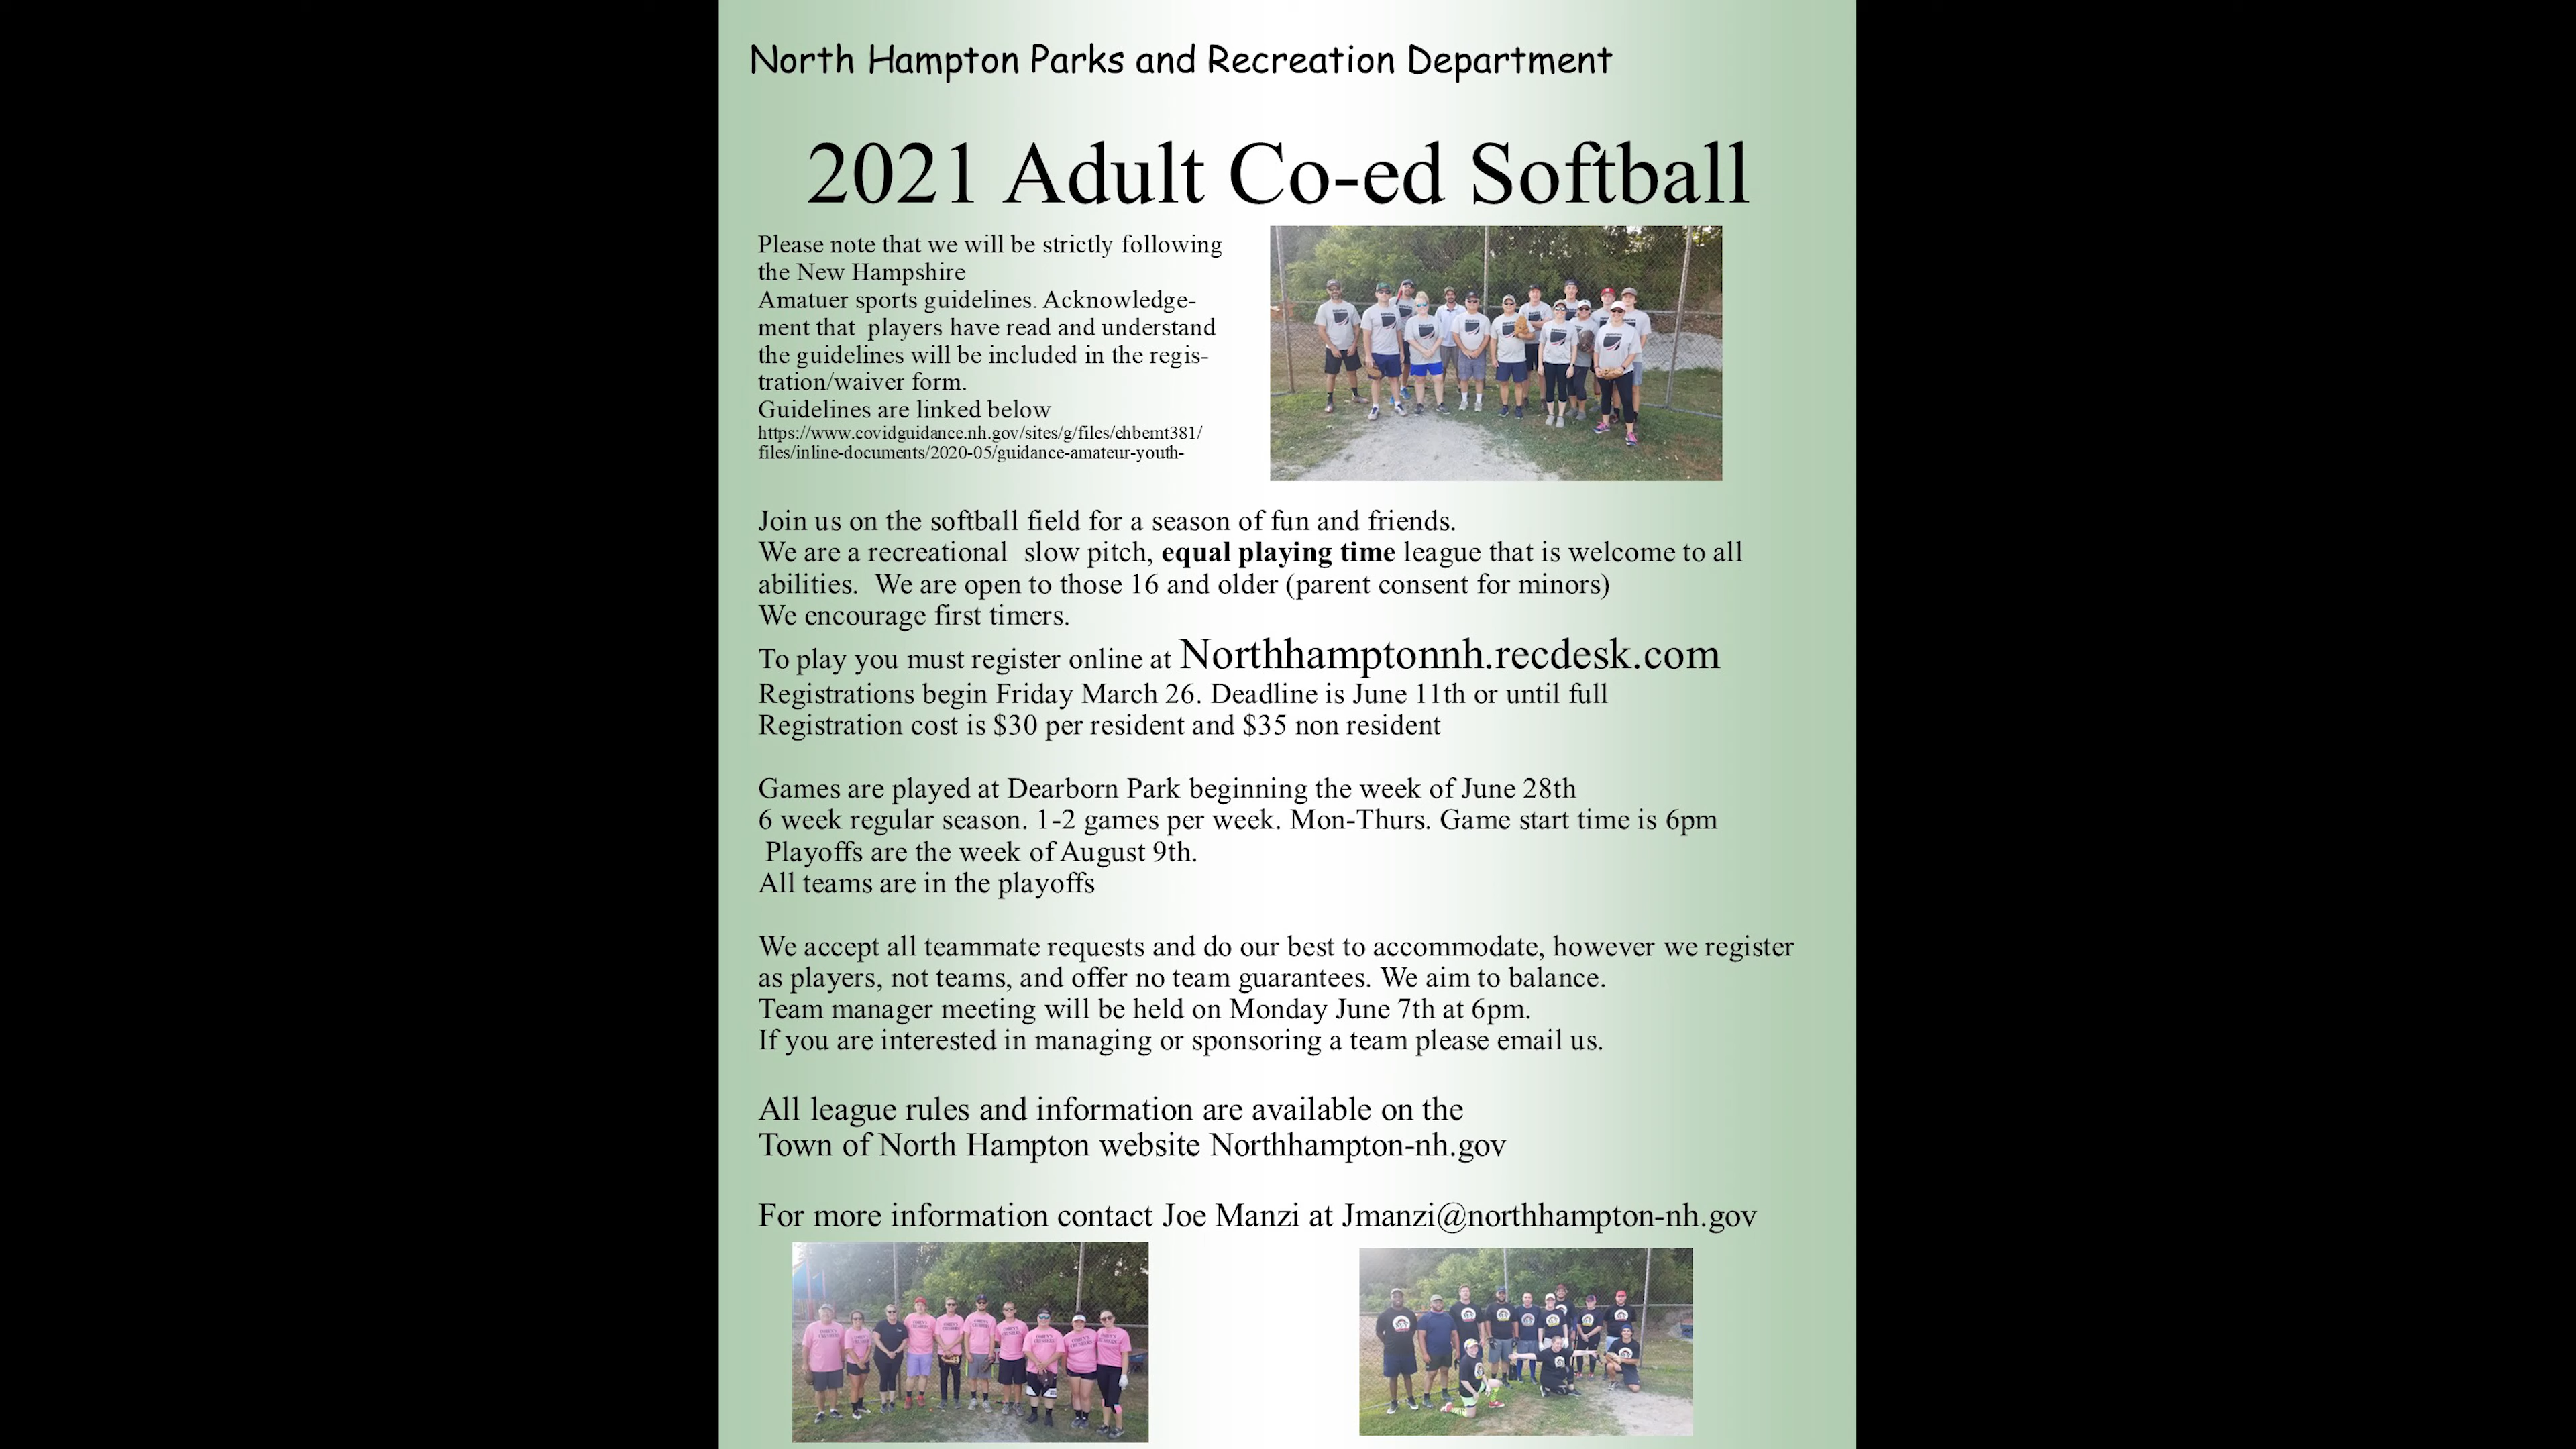 North Hampton Parks and Recreation Department
2021 Adult Co-ed Softball
Please note that we will be strictly following
the New Hampshire
Amatuer sports guidelines. Acknowledge-
ment that players have read and understand
the guidelines will be included in the regis-
tration/waiver form.
Guidelines are linked below
https://www.covidguidance.nh.gov/sites/g/files/ehbemt381/
files/inline-documents/2020-05/guidance-amateur-youth-
Join us on the softball field for a season of fun and friends.
We are a recreational slow pitch, equal playing time league that is welcome to all
abilities. We are open to those 16 and older (parent consent for minors)
We encourage first timers.
To play you must register online at Northhamptonnh.recdesk.com
Registrations begin Friday March 26. Deadline is June 11th or until full
Registration cost is $30 per resident and $35 non resident
Games are played at Dearborn Park beginning the week of June 28th
6 week regular season. 1-2 games per week. Mon-Thurs. Game start time is 6pm
Playoffs are the week of August 9th.
All teams are in the playoffs
We accept all teammate requests and do our best to accommodate, however we register
as players, not teams, and offer no team guarantees. We aim to balance.
Team manager meeting will be held on Monday June 7th at 6pm.
If you are interested in managing or sponsoring a team please email us.
All league rules and information are available on the
Town of North Hampton website Northhampton-nh.gov
For more information contact Joe Manzi at Jmanzi@northhampton-nh.gov